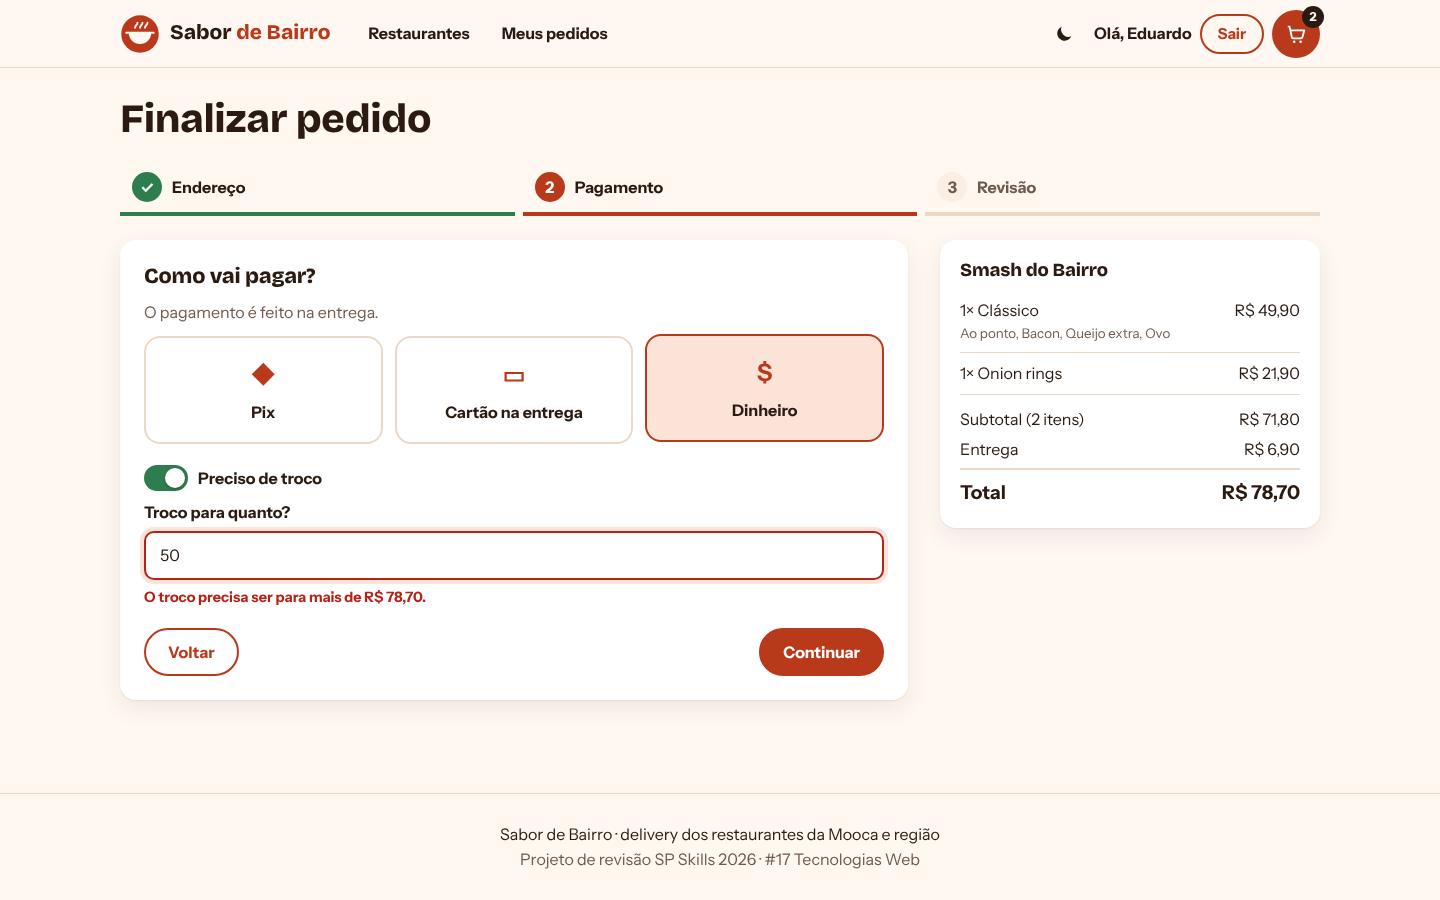 Sabor de Bairro
Restaurantes
Meus pedidos
Olá, Eduardo
Sair
2
Finalizar pedido
Endereço
2 Pagamento
3 Revisão
Como vai pagar?
O pagamento é feito na entrega.
Pix
Cartão na entrega
$
Dinheiro
Preciso de troco
Troco para quanto?
50
O troco precisa ser para mais de R$ 78,70.
Voltar
Continuar
Smash do Bairro
1× Clássico R$ 49,90
Ao ponto, Bacon, Queijo extra, Ovo
1× Onion rings R$ 21,90
Subtotal (2 itens) R$ 71,80
Entrega R$ 6,90
Total R$ 78,70
Sabor de Bairro · delivery dos restaurantes da Mooca e região
Projeto de revisão SP Skills 2026 · #17 Tecnologias Web